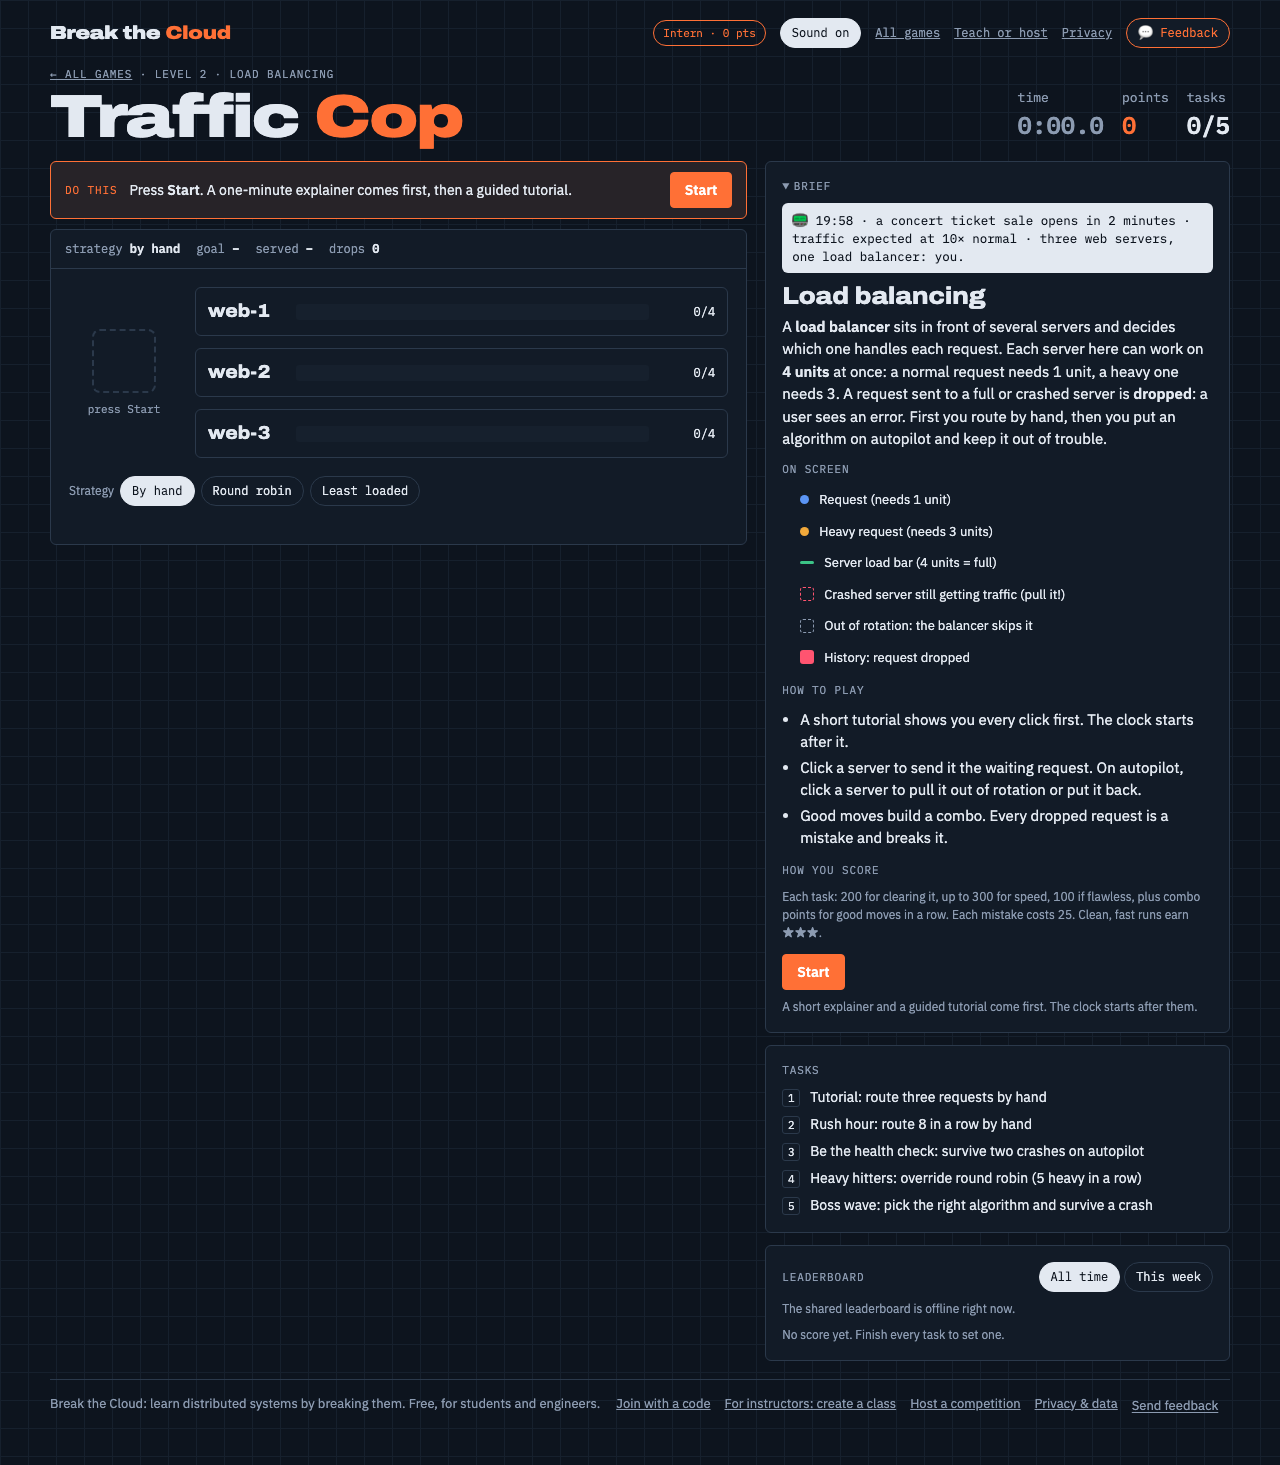 Break the Cloud
Intern · 0 pts
Sound on
All games
Teach or host
Privacy
💬 Feedback
← ALL GAMES · LEVEL 2 · LOAD BALANCING
Traffic Cop
time
0:00.0
points
0
tasks
0/5
DO THIS
Press Start. A one-minute explainer comes first, then a guided tutorial.
Start
strategy by hand goal – served – drops 0
press Start
web-1
0/4
web-2
0/4
web-3
0/4
Strategy
By hand
Round robin
Least loaded
▼ BRIEF
📟 19:58 · a concert ticket sale opens in 2 minutes ·
traffic expected at 10× normal · three web servers,
one load balancer: you.
Load balancing
A load balancer sits in front of several servers and decides
which one handles each request. Each server here can work on
4 units at once: a normal request needs 1 unit, a heavy one
needs 3. A request sent to a full or crashed server is dropped: a
user sees an error. First you route by hand, then you put an
algorithm on autopilot and keep it out of trouble.
ON SCREEN
Request (needs 1 unit)
Heavy request (needs 3 units)
Server load bar (4 units = full)
Crashed server still getting traffic (pull it!)
Out of rotation: the balancer skips it
History: request dropped
HOW TO PLAY
• A short tutorial shows you every click first. The clock starts
after it.
• Click a server to send it the waiting request. On autopilot,
click a server to pull it out of rotation or put it back.
• Good moves build a combo. Every dropped request is a
mistake and breaks it.
HOW YOU SCORE
Each task: 200 for clearing it, up to 300 for speed, 100 if flawless, plus combo
points for good moves in a row. Each mistake costs 25. Clean, fast runs earn
★★★.
Start
A short explainer and a guided tutorial come first. The clock starts after them.
TASKS
1 Tutorial: route three requests by hand
2 Rush hour: route 8 in a row by hand
3 Be the health check: survive two crashes on autopilot
4 Heavy hitters: override round robin (5 heavy in a row)
5 Boss wave: pick the right algorithm and survive a crash
LEADERBOARD
All time
This week
The shared leaderboard is offline right now.
No score yet. Finish every task to set one.
Break the Cloud: learn distributed systems by breaking them. Free, for students and engineers.
Join with a code
For instructors: create a class
Host a competition
Privacy & data
Send feedback